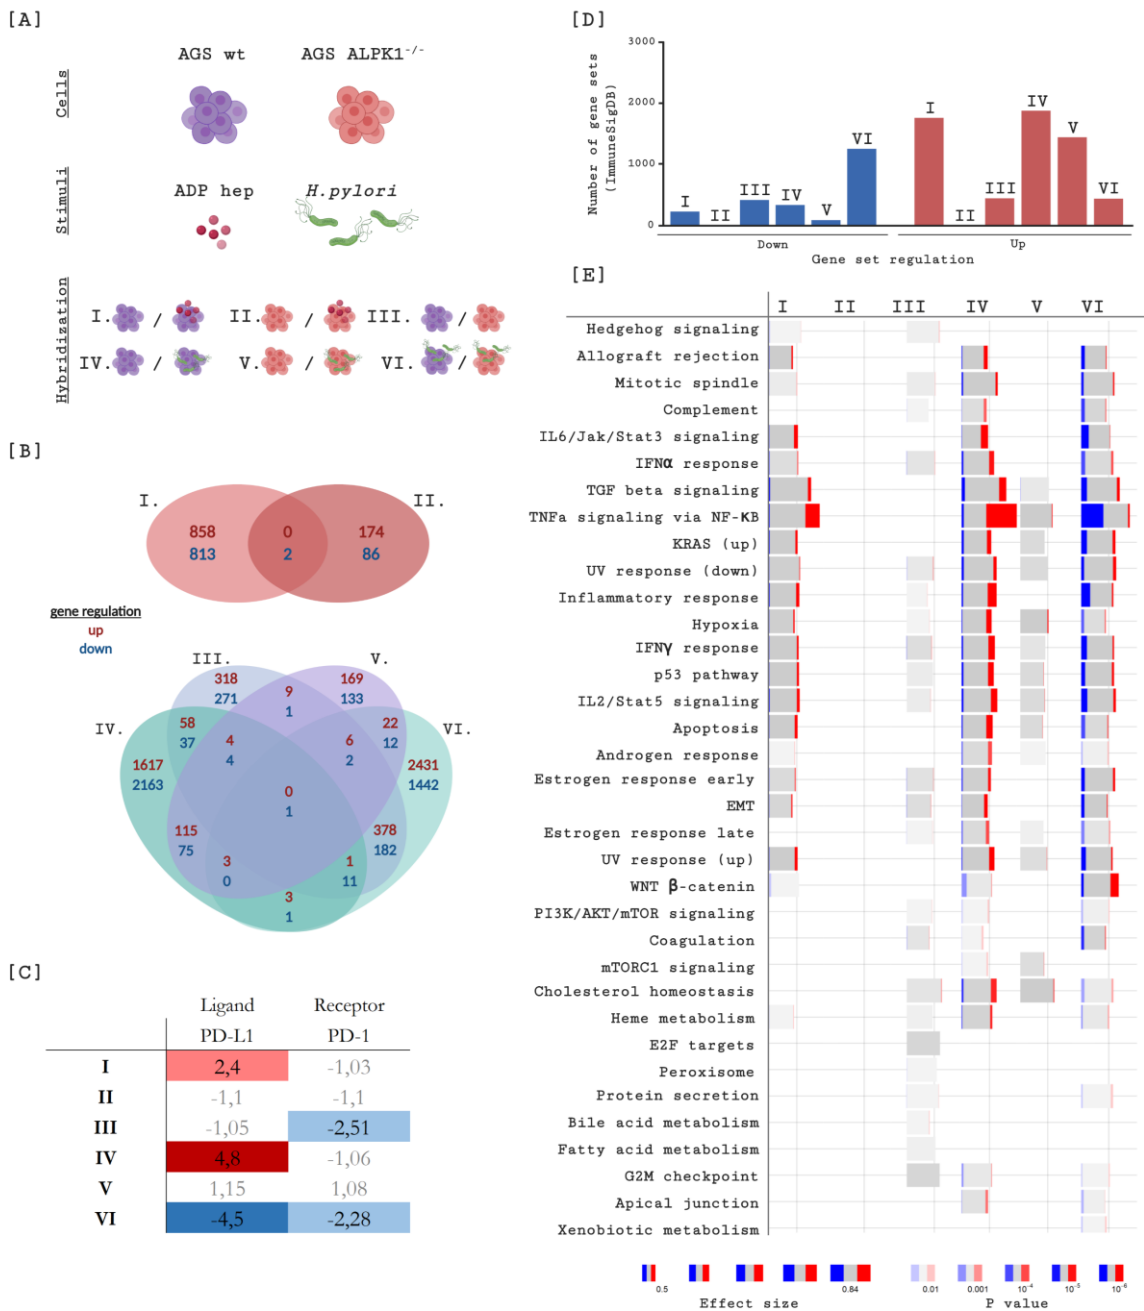 [A]
AGS wt
AGS ALPK1-/-
Cells
ADP hep
H.pylori
Stimuli
Hybridization
I. /
II. /
III. /
IV. /
V. /
VI. /
[B]
I.
II.
858
813
0
2
174
86
gene regulation
up
down
III.
V.
IV.
VI.
318
271
9
1
169
133
58
37
4
4
6
2
22
12
1617
2163
2431
1442
0
1
115
75
378
182
3
0
1
11
3
1
[C]
Ligand Receptor
PD-L1 PD-1
I 2,4 -1,03
II -1,1 -1,1
III -1,05 -2,51
IV 4,8 -1,06
V 1,15 1,08
VI -4,5 -2,28
[D]
Number of gene sets
(ImmuneSigDB)
3000
2000
1000
0
I II III IV V VI
I II III IV V VI
Down Up
Gene set regulation
[E]
I II III IV V VI
Hedgehog signaling
Allograft rejection
Mitotic spindle
Complement
IL6/Jak/Stat3 signaling
IFNα response
TGF beta signaling
TNFa signaling via NF-κB
KRAS (up)
UV response (down)
Inflammatory response
Hypoxia
IFNγ response
p53 pathway
IL2/Stat5 signaling
Apoptosis
Androgen response
Estrogen response early
EMT
Estrogen response late
UV response (up)
WNT β-catenin
PI3K/AKT/mTOR signaling
Coagulation
mTORC1 signaling
Cholesterol homeostasis
Heme metabolism
E2F targets
Peroxisome
Protein secretion
Bile acid metabolism
Fatty acid metabolism
G2M checkpoint
Apical junction
Xenobiotic metabolism
0.5 0.84
Effect size
0.01 0.001 10-4 10-5 10-6
P value